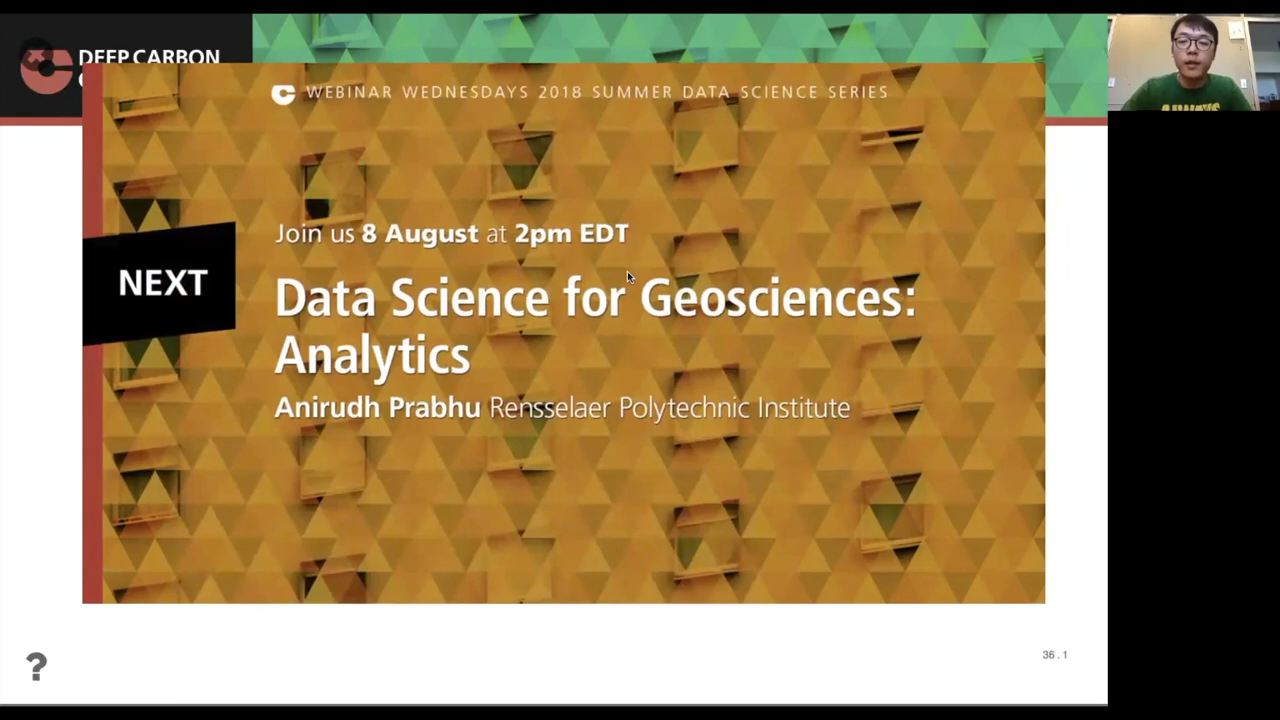 DEEP CARBON
WEBINAR WEDNESDAYS 2018 SUMMER DATA SCIENCE SERIES
Join us 8 August at 2pm EDT
NEXT
Data Science for Geosciences:
Analytics
Anirudh Prabhu Rensselaer Polytechnic Institute
36.1
?